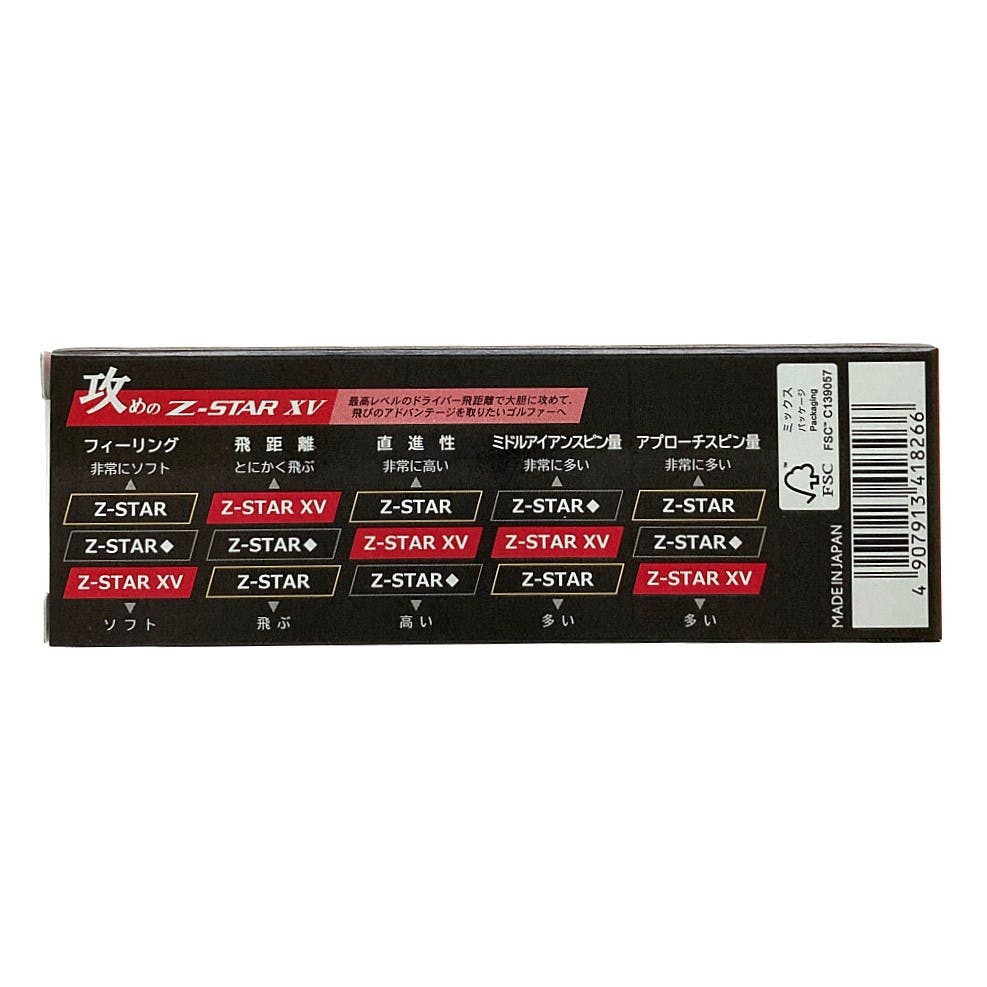 攻めの Z-STAR XV
最高レベルのドライバー飛距離で大胆に攻めて、
飛びのアドバンテージを取りたいゴルファーへ
フィーリング 飛距離 直進性 ミドルアイアンスピン量 アプローチスピン量
非常にソフト とにかく飛ぶ 非常に高い 非常に多い 非常に多い
Z-STAR Z-STAR XV Z-STAR Z-STAR◆ Z-STAR
Z-STAR◆ Z-STAR◆ Z-STAR XV Z-STAR XV Z-STAR◆
Z-STAR XV Z-STAR Z-STAR◆ Z-STAR Z-STAR XV
ソフト 飛ぶ 高い 多い 多い
ミックス
パッケージ
Packaging
FSC™ C139057
FSC
MADE IN JAPAN
4 907913 418266